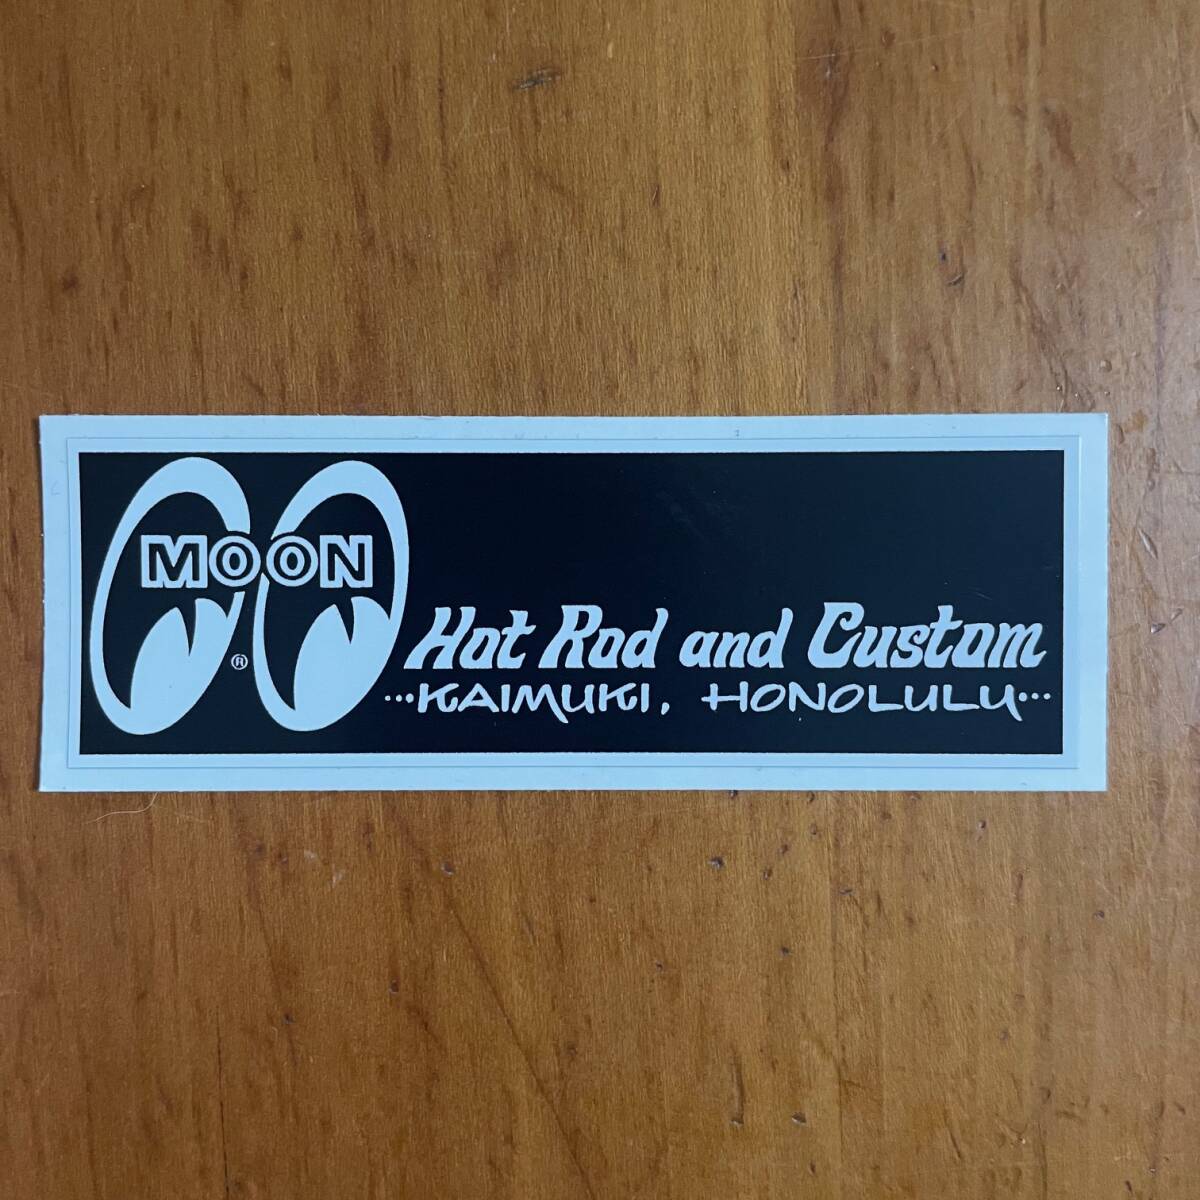 MOON
®
Hot Rod and Custom
...KAIMUKI, HONOLULU...